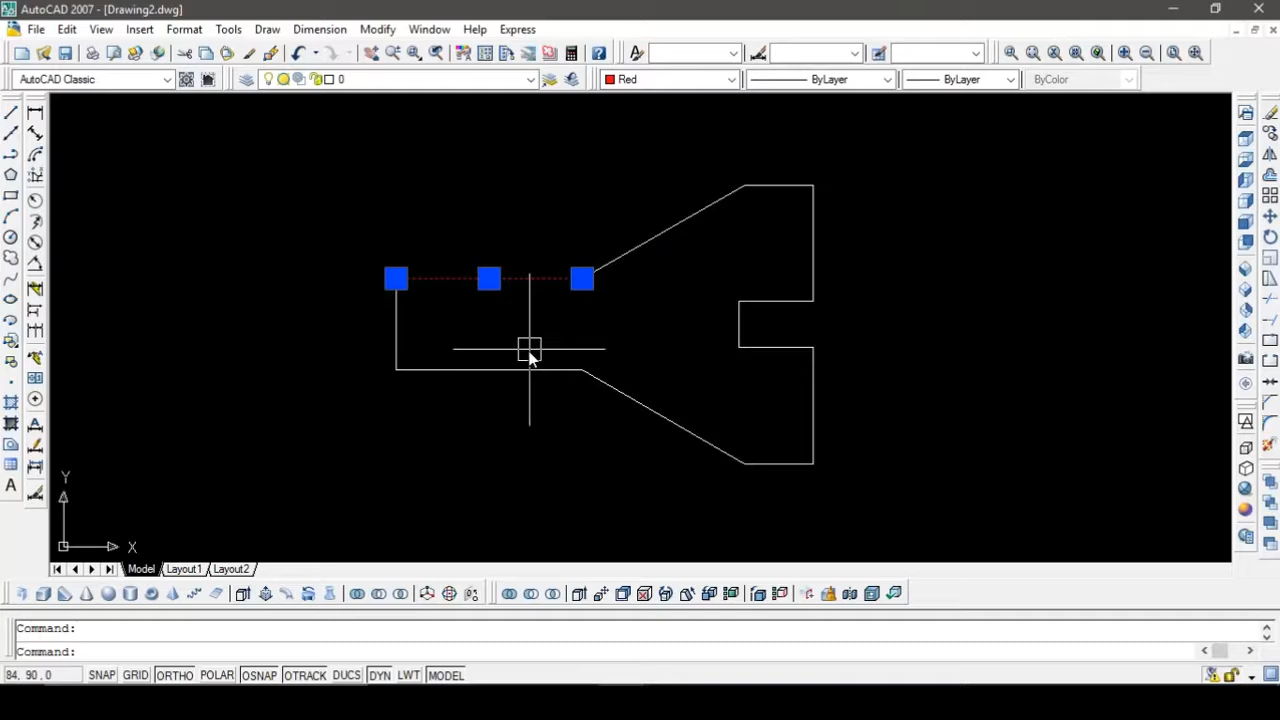 AutoCAD 2007 - [Drawing2.dwg]
File Edit View Insert Format Tools Draw Dimension Modify Window Help Express
AutoCAD Classic 0 Red ByLayer ByLayer ByColor
A
Y
X
Model Layout1 Layout2
Command:
Command:
84, 90, 0 SNAP GRID ORTHO POLAR OSNAP OTRACK DUCS DYN LWT MODEL